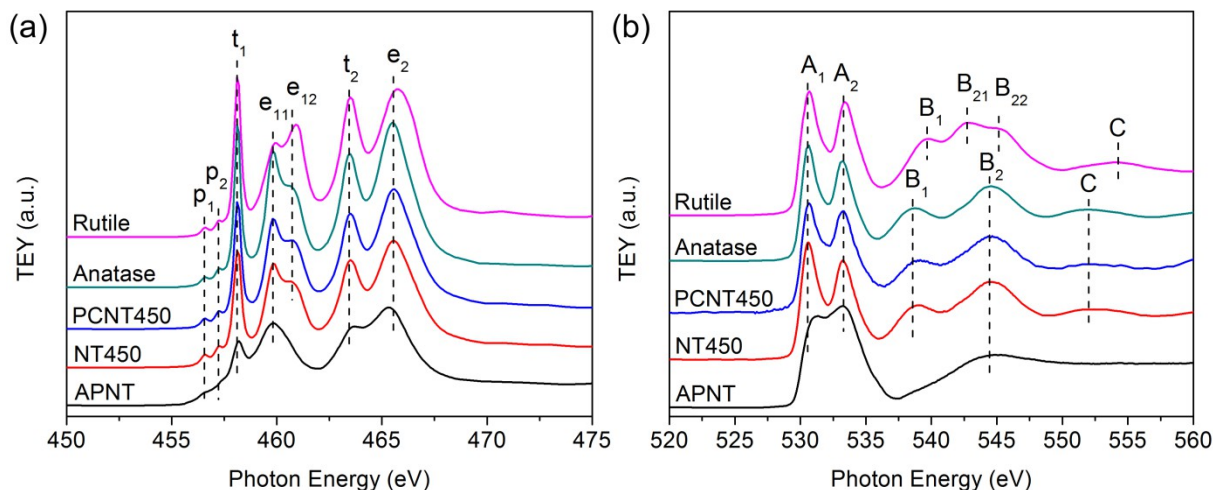 (a)
t₁
e₁₁
e₁₂
t₂
e₂
p₁
p₂
Rutile
Anatase
PCNT450
NT450
APNT
TEY (a.u.)
450 455 460 465 470 475
Photon Energy (eV)
(b)
A₁
A₂
B₁
B₂₁
B₂₂
C
B₁
B₂
C
Rutile
Anatase
PCNT450
NT450
APNT
TEY (a.u.)
520 525 530 535 540 545 550 555 560
Photon Energy (eV)